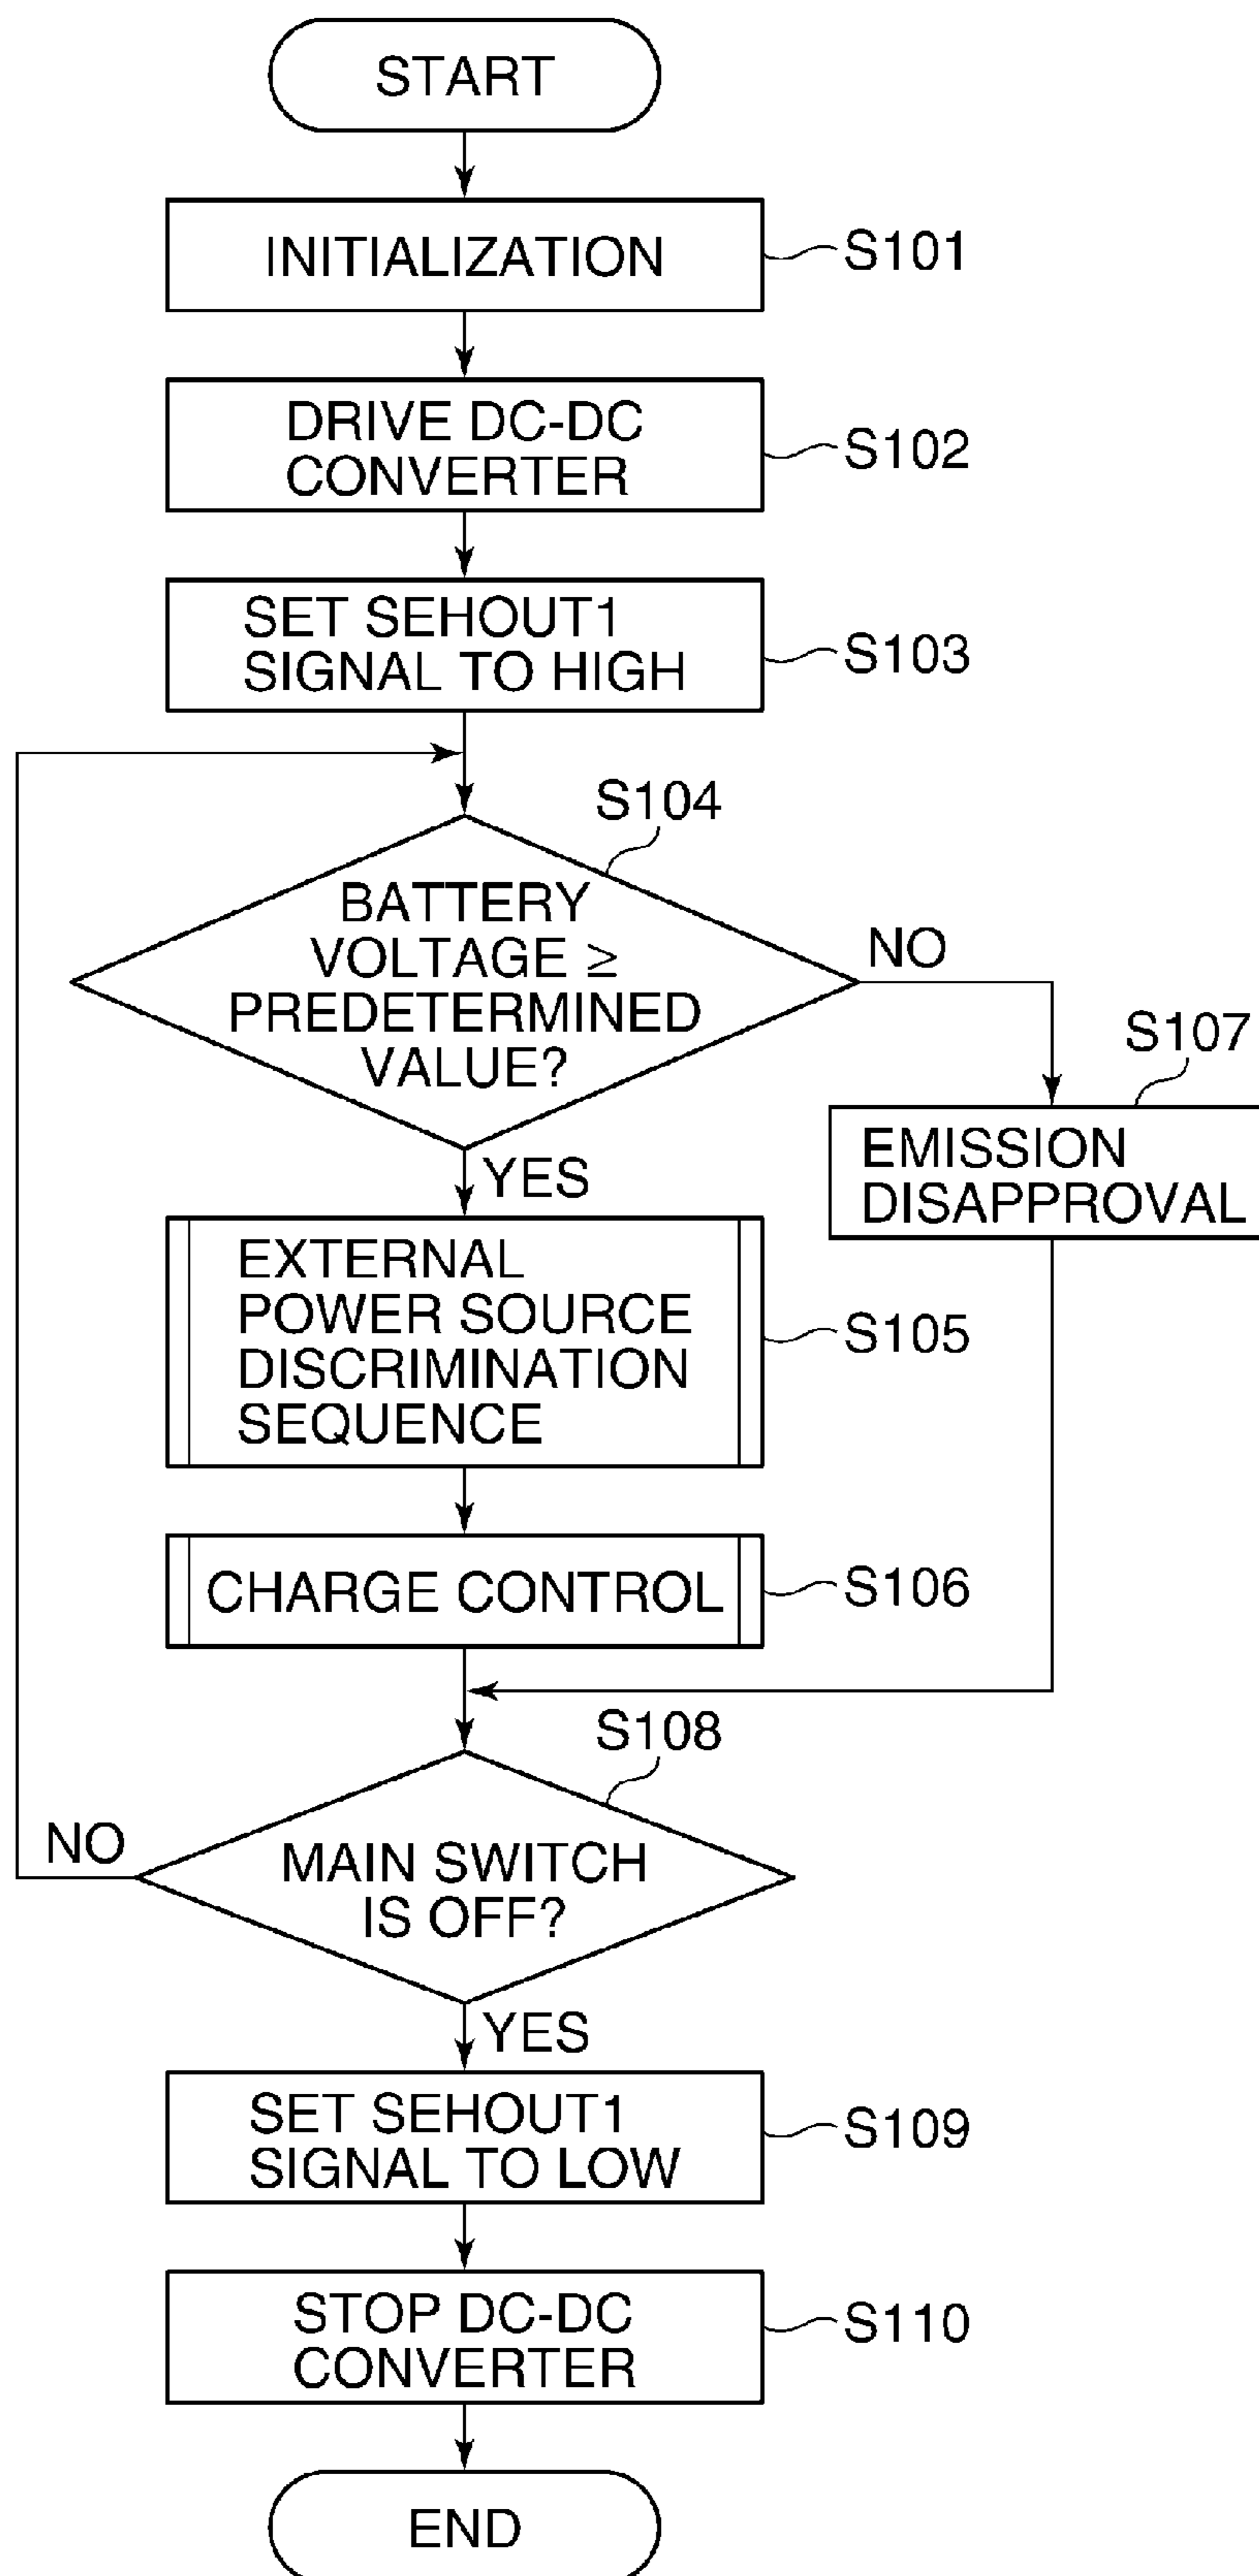 START
INITIALIZATION
S101
DRIVE DC-DC
CONVERTER
S102
SET SEHOUT1
SIGNAL TO HIGH
S103
S104
BATTERY
VOLTAGE ≥
PREDETERMINED
VALUE?
NO
S107
EMISSION
DISAPPROVAL
YES
EXTERNAL
POWER SOURCE
DISCRIMINATION
SEQUENCE
S105
CHARGE CONTROL
S106
S108
MAIN SWITCH
IS OFF?
NO
YES
SET SEHOUT1
SIGNAL TO LOW
S109
STOP DC-DC
CONVERTER
S110
END